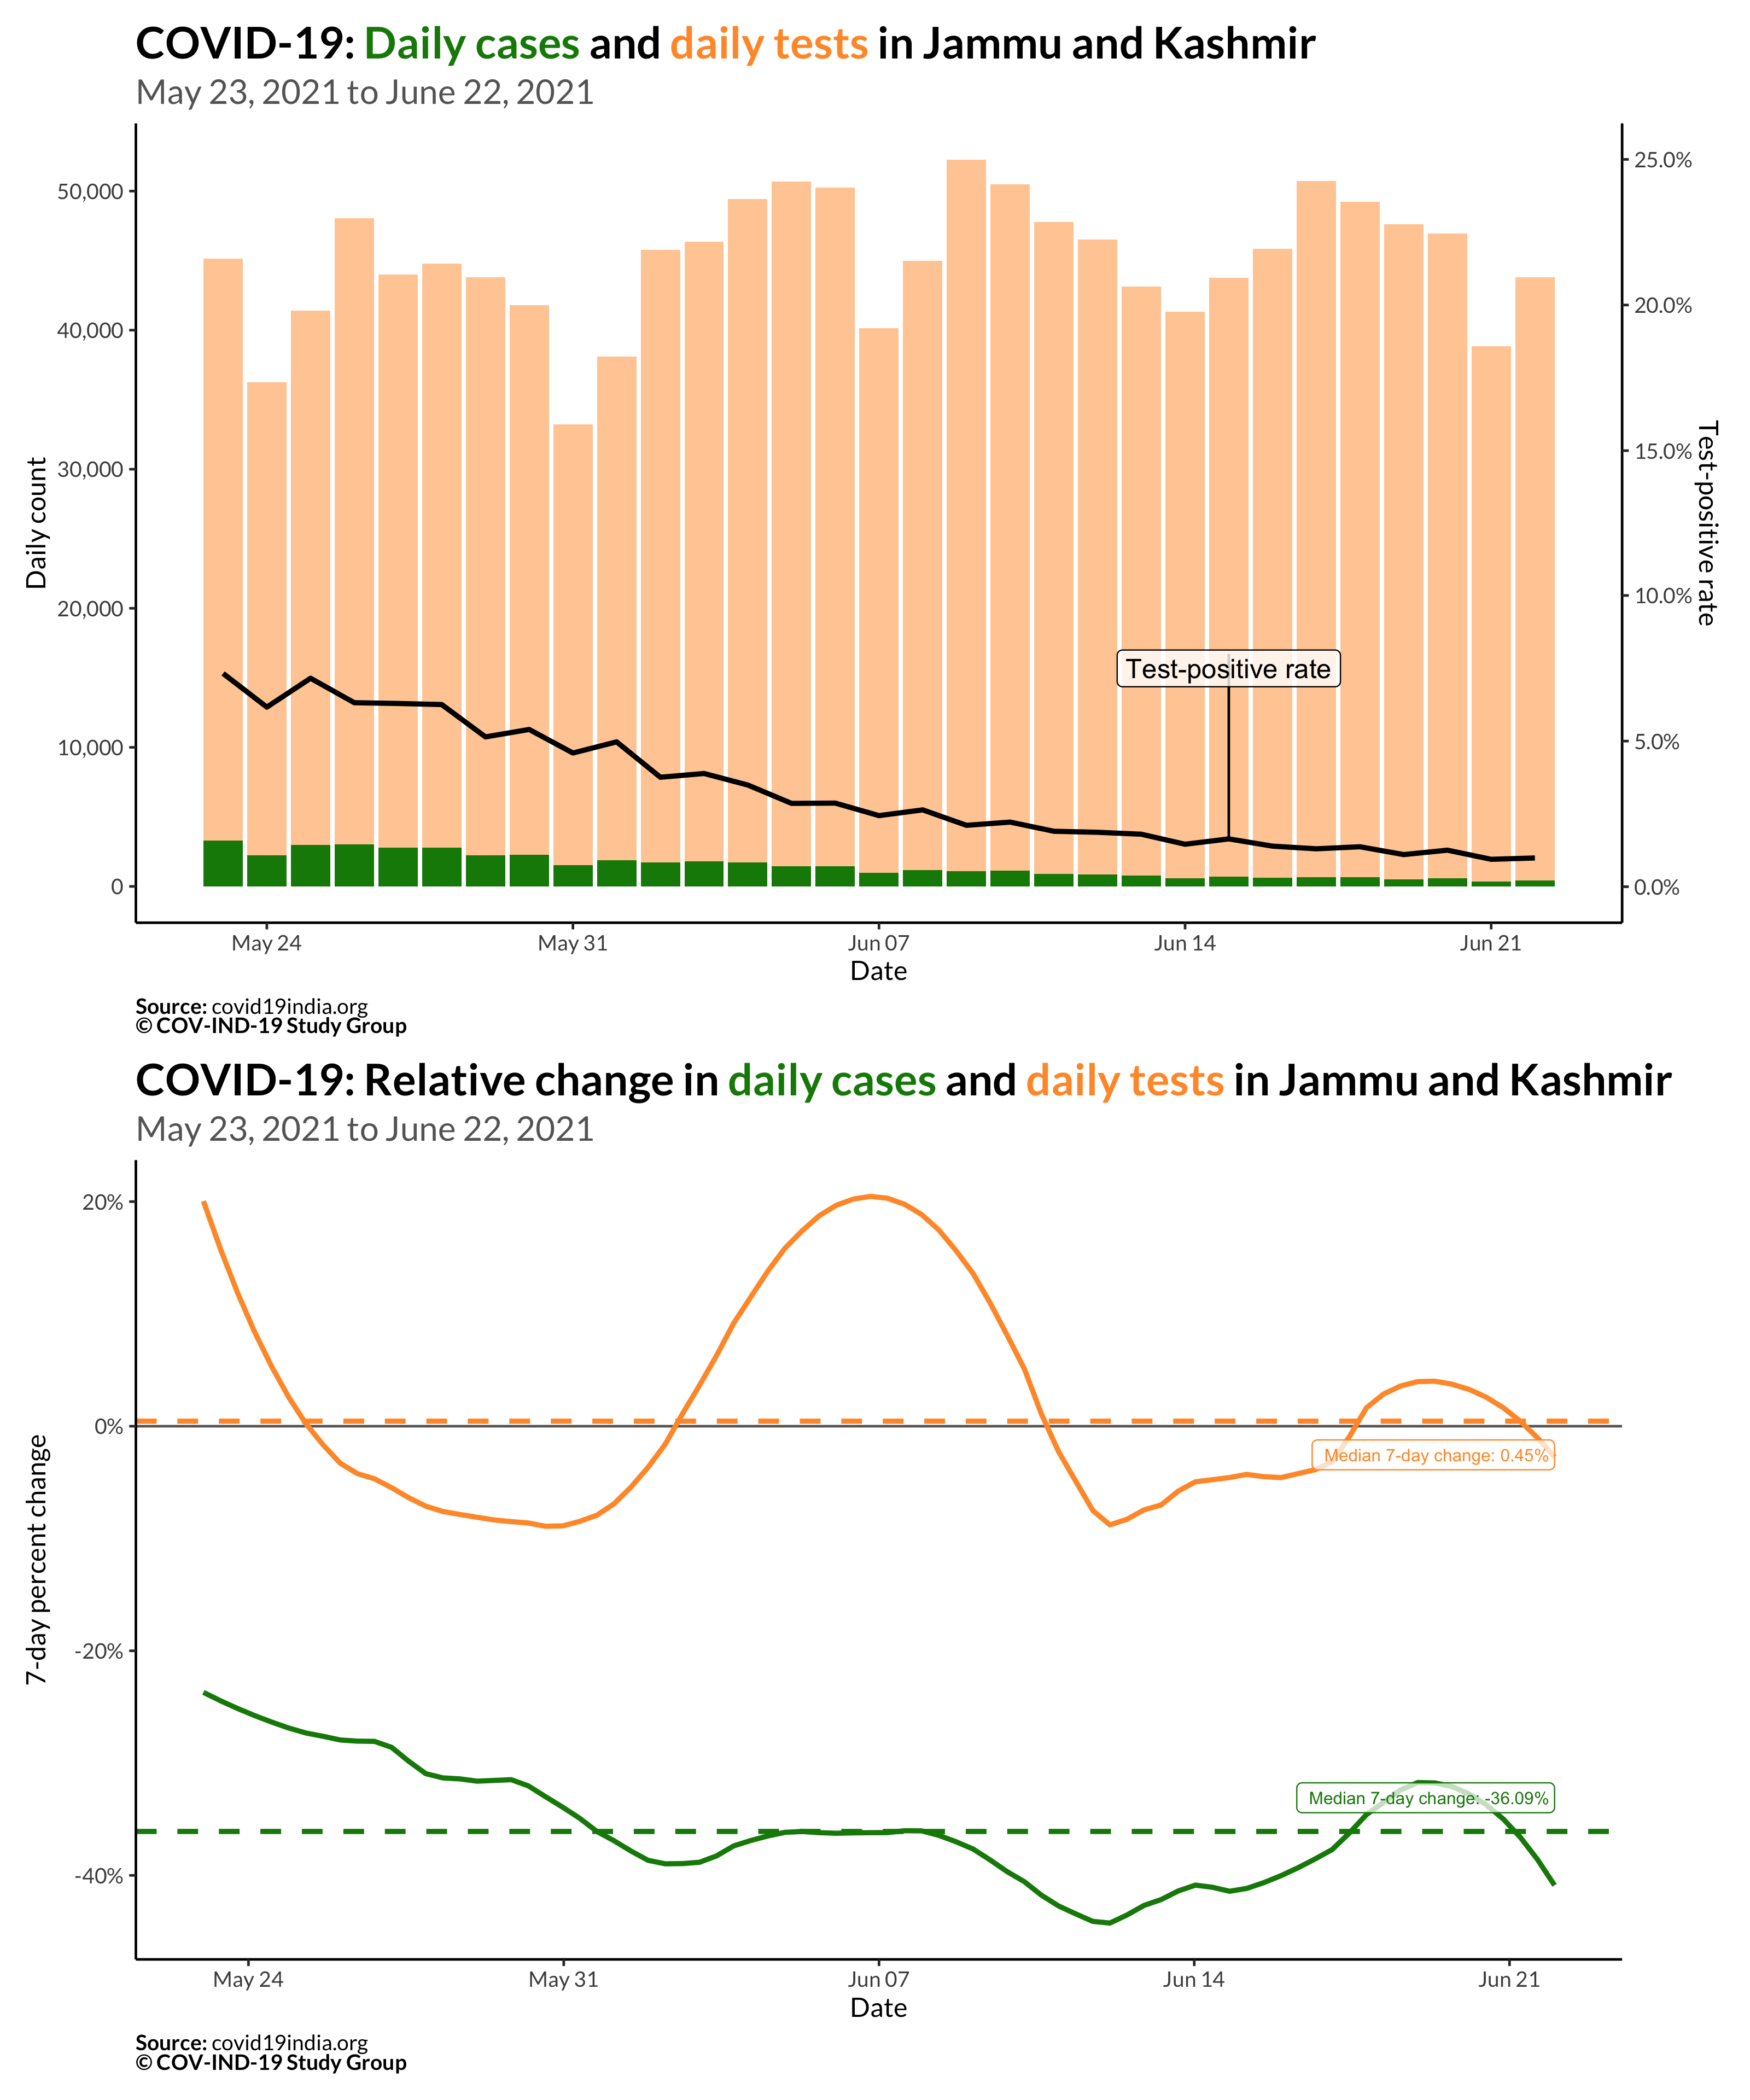 COVID-19: Daily cases and daily tests in Jammu and Kashmir
May 23, 2021 to June 22, 2021
50,000
40,000
30,000
20,000
10,000
0
Daily count
25.0%
20.0%
15.0%
10.0%
5.0%
0.0%
Test-positive rate
Test-positive rate
May 24
May 31
Jun 07
Jun 14
Jun 21
Date
Source: covid19india.org
© COV-IND-19 Study Group
COVID-19: Relative change in daily cases and daily tests in Jammu and Kashmir
May 23, 2021 to June 22, 2021
20%
0%
-20%
-40%
7-day percent change
Median 7-day change: 0.45%
Median 7-day change: -36.09%
May 24
May 31
Jun 07
Jun 14
Jun 21
Date
Source: covid19india.org
© COV-IND-19 Study Group